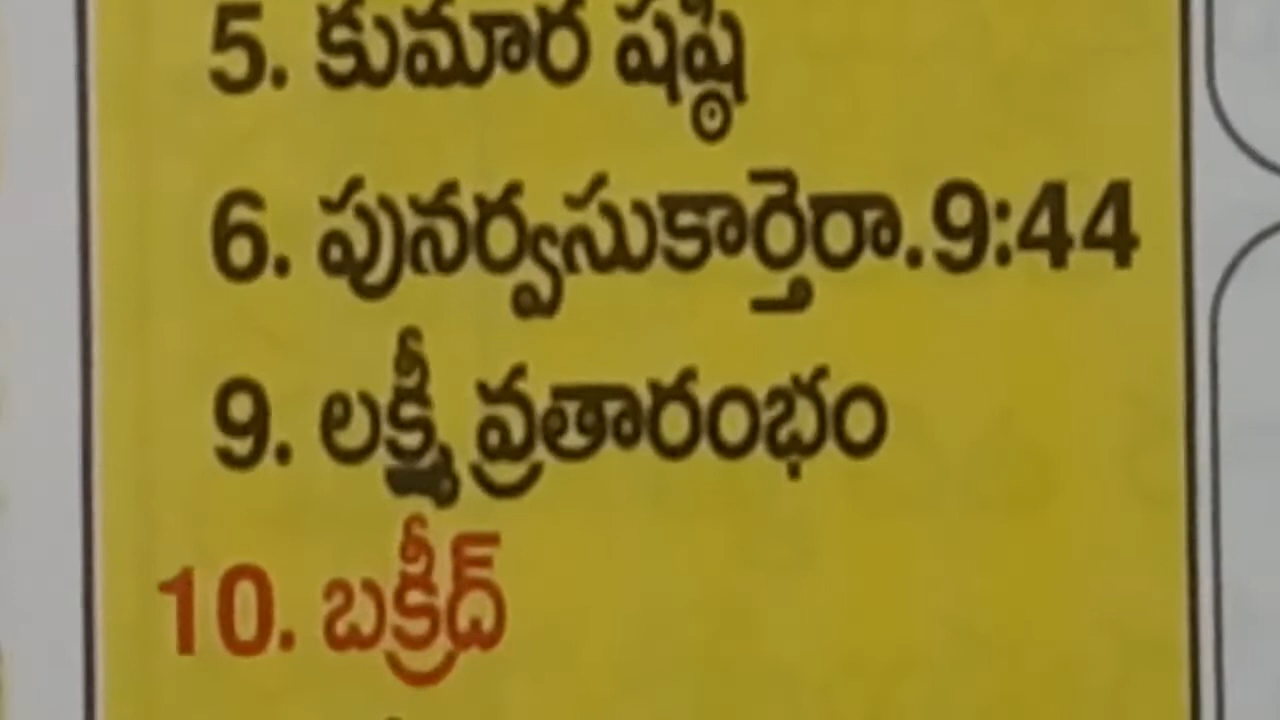 5. కుమార షష్ఠి
6. పునర్వసుకార్తెరా.9:44
9. లక్ష్మీ వ్రతారంభం
10. బక్రీద్